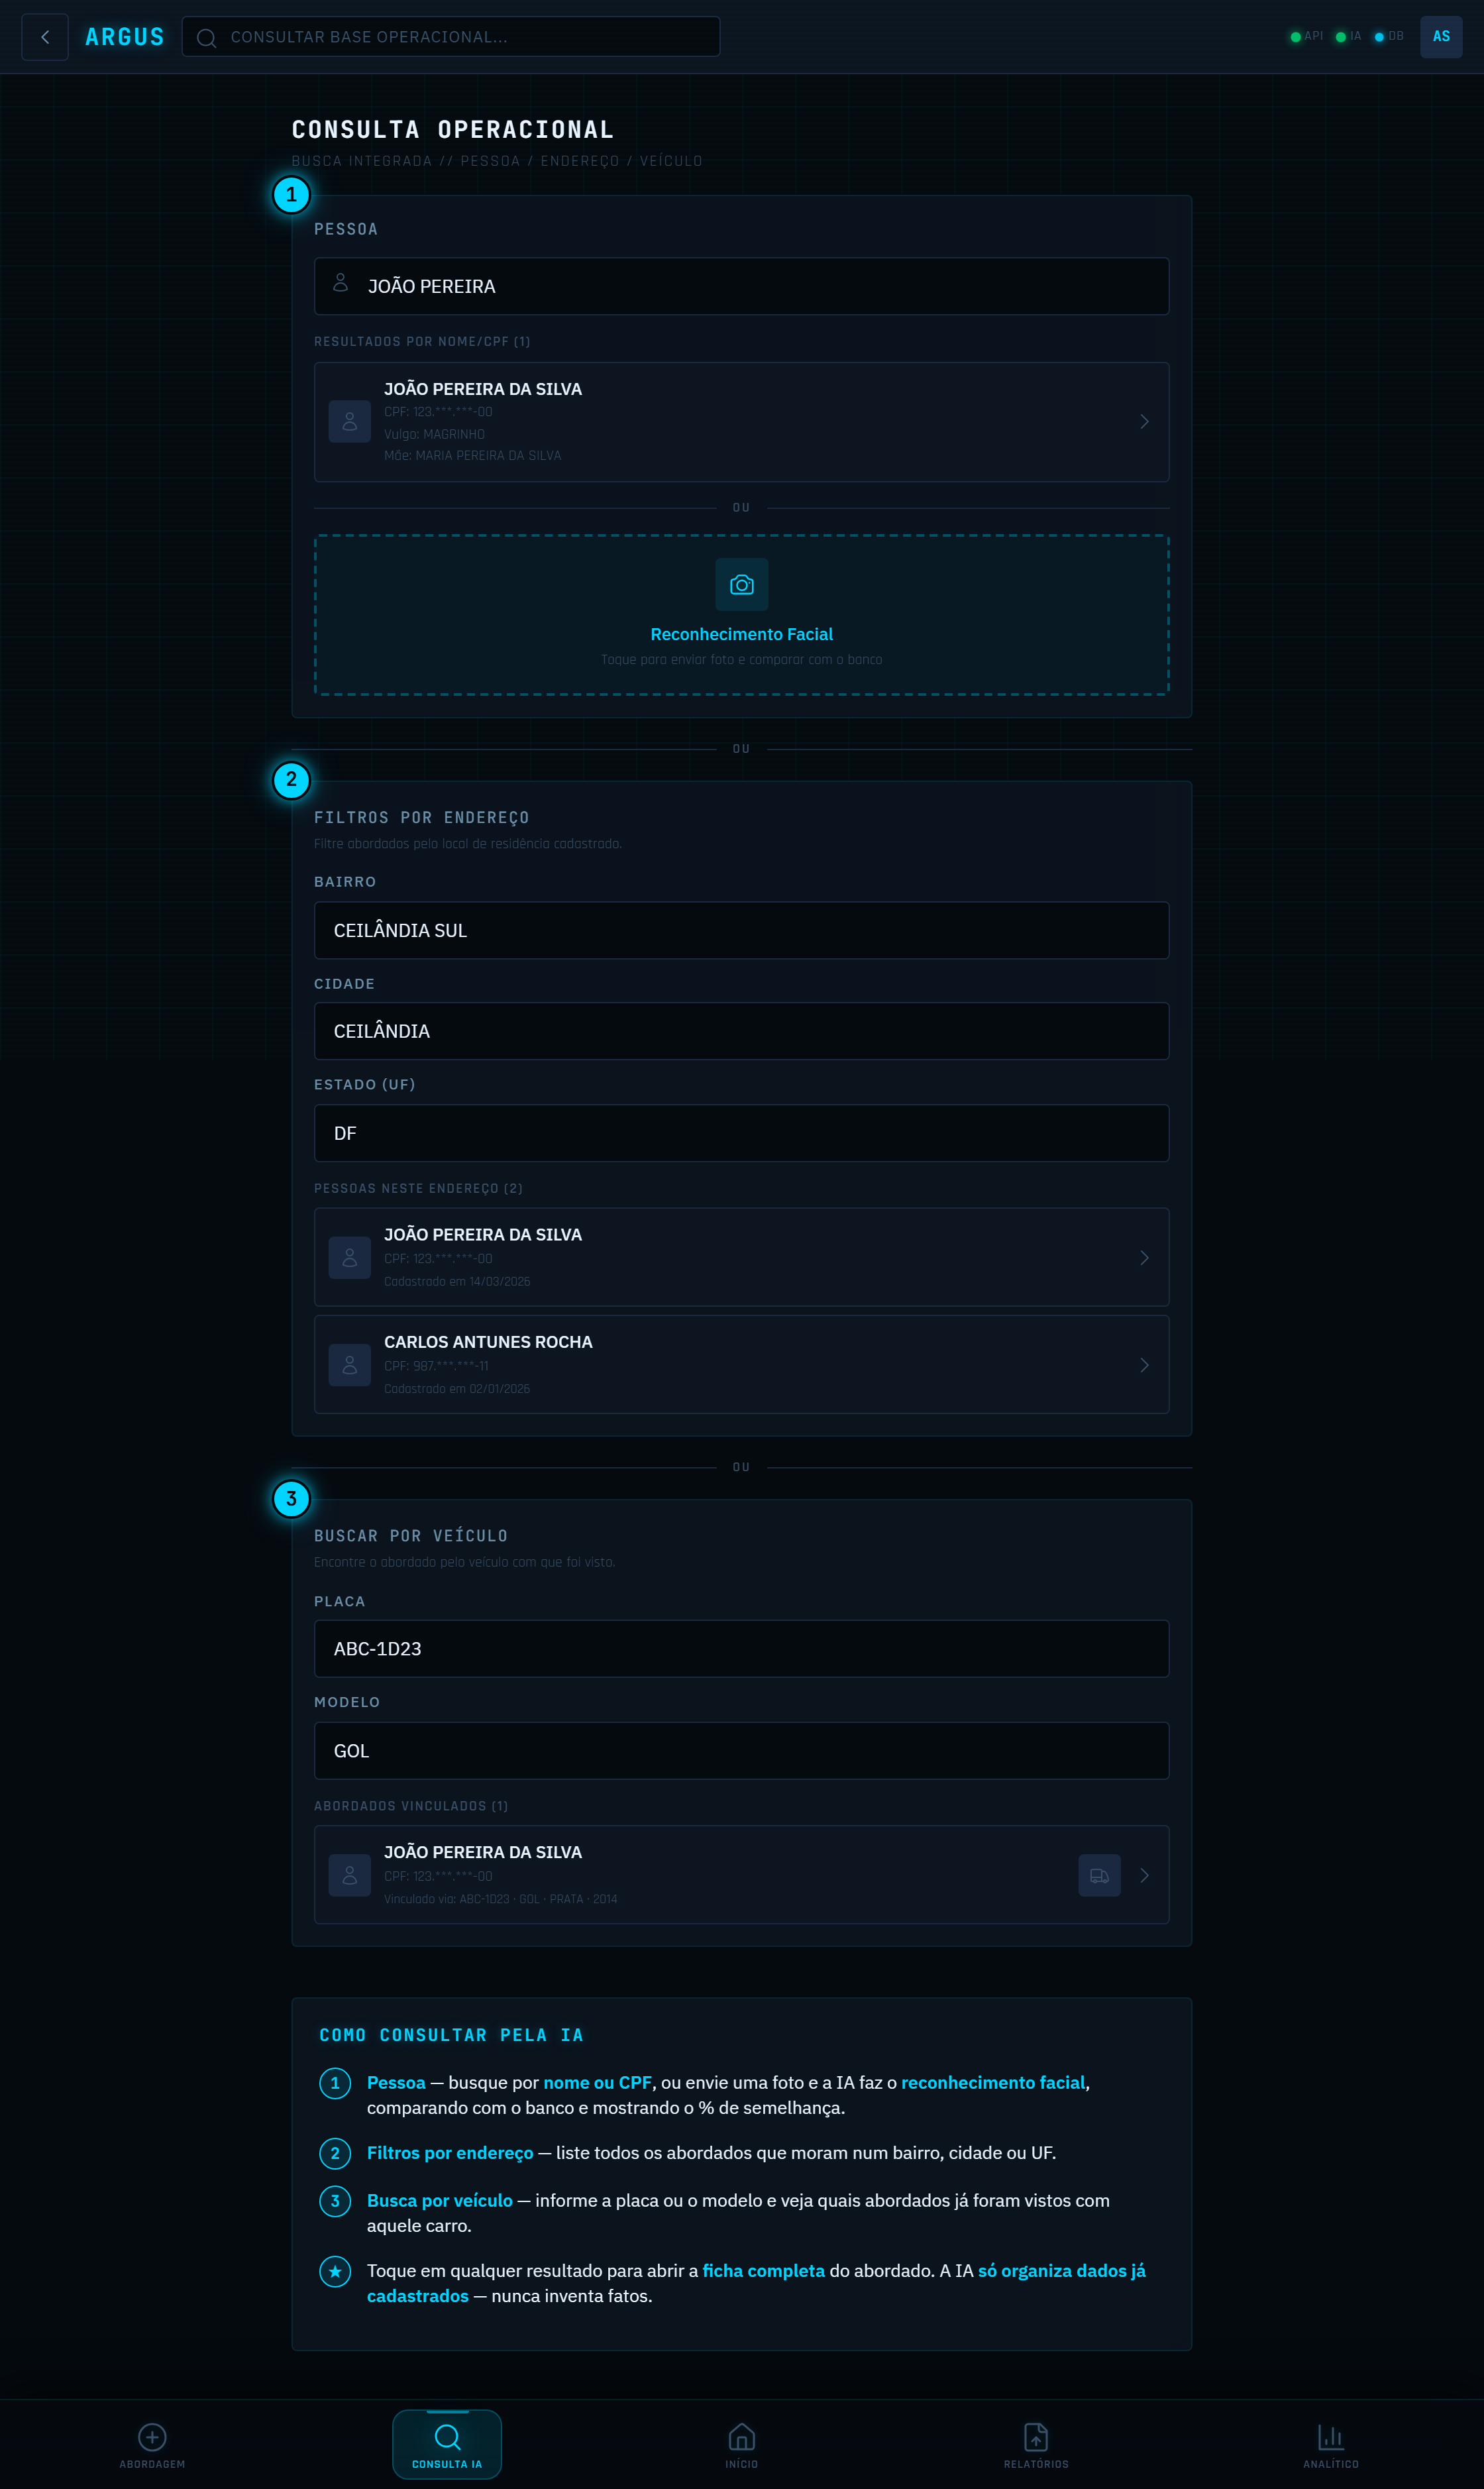 ARGUS
CONSULTAR BASE OPERACIONAL...
API
IA
DB
AS
CONSULTA OPERACIONAL
BUSCA INTEGRADA // PESSOA / ENDEREÇO / VEÍCULO
1
PESSOA
JOÃO PEREIRA
RESULTADOS POR NOME/CPF (1)
JOÃO PEREIRA DA SILVA
CPF: 123.***.***-00
Vulgo: MAGRINHO
Mãe: MARIA PEREIRA DA SILVA
OU
Reconhecimento Facial
Toque para enviar foto e comparar com o banco
OU
2
FILTROS POR ENDEREÇO
Filtre abordados pelo local de residência cadastrado.
BAIRRO
CEILÂNDIA SUL
CIDADE
CEILÂNDIA
ESTADO (UF)
DF
PESSOAS NESTE ENDEREÇO (2)
JOÃO PEREIRA DA SILVA
CPF: 123.***.***-00
Cadastrado em 14/03/2026
CARLOS ANTUNES ROCHA
CPF: 987.***.***-11
Cadastrado em 02/01/2026
OU
3
BUSCAR POR VEÍCULO
Encontre o abordado pelo veículo com que foi visto.
PLACA
ABC-1D23
MODELO
GOL
ABORDADOS VINCULADOS (1)
JOÃO PEREIRA DA SILVA
CPF: 123.***.***-00
Vinculado via: ABC-1D23 · GOL · PRATA · 2014
COMO CONSULTAR PELA IA
1 Pessoa — busque por nome ou CPF, ou envie uma foto e a IA faz o reconhecimento facial,
comparando com o banco e mostrando o % de semelhança.
2 Filtros por endereço — liste todos os abordados que moram num bairro, cidade ou UF.
3 Busca por veículo — informe a placa ou o modelo e veja quais abordados já foram vistos com
aquele carro.
★ Toque em qualquer resultado para abrir a ficha completa do abordado. A IA só organiza dados já
cadastrados — nunca inventa fatos.
ABORDAGEM
CONSULTA IA
INÍCIO
RELATÓRIOS
ANALÍTICO